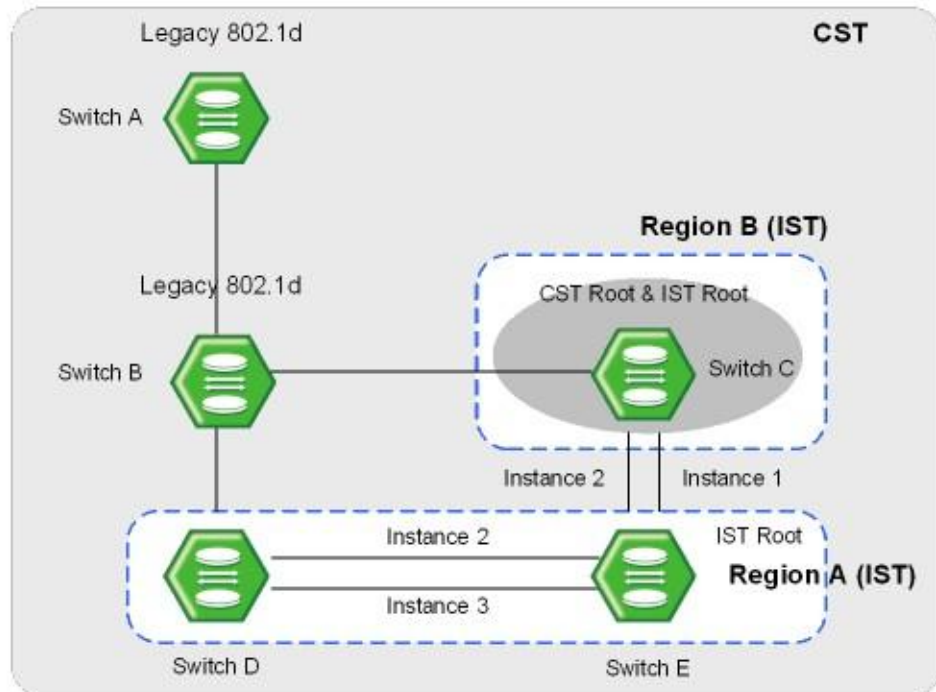 Legacy 802.1d
CST
Switch A
Region B (IST)
Legacy 802.1d
CST Root & IST Root
Switch B
Switch C
Instance 2
Instance 1
Instance 2
IST Root
Region A (IST)
Instance 3
Switch D
Switch E